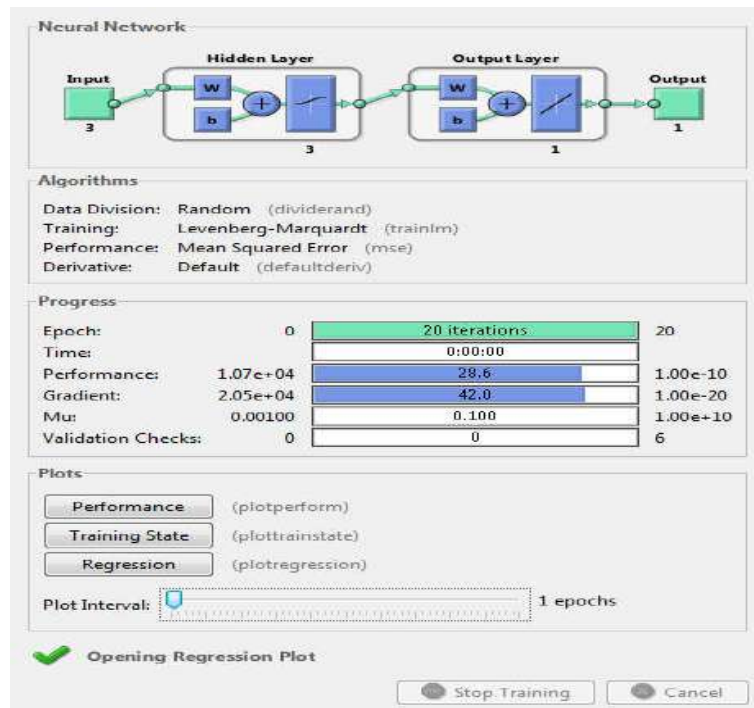 Neural Network
Hidden Layer
Output Layer
Input
W
b
+
W
b
+
Output
3
3
1
1
Algorithms
Data Division: Random (dividerand)
Training: Levenberg-Marquardt (trainlm)
Performance: Mean Squared Error (mse)
Derivative: Default (defaultderiv)
Progress
Epoch: 0 20 iterations 20
Time: 0:00:00
Performance: 1.07e+04 28.6 1.00e-10
Gradient: 2.05e+04 42.0 1.00e-20
Mu: 0.00100 0.100 1.00e+10
Validation Checks: 0 0 6
Plots
Performance (plotperform)
Training State (plottrainstate)
Regression (plotregression)
Plot Interval: 1 epochs
Opening Regression Plot
Stop Training Cancel